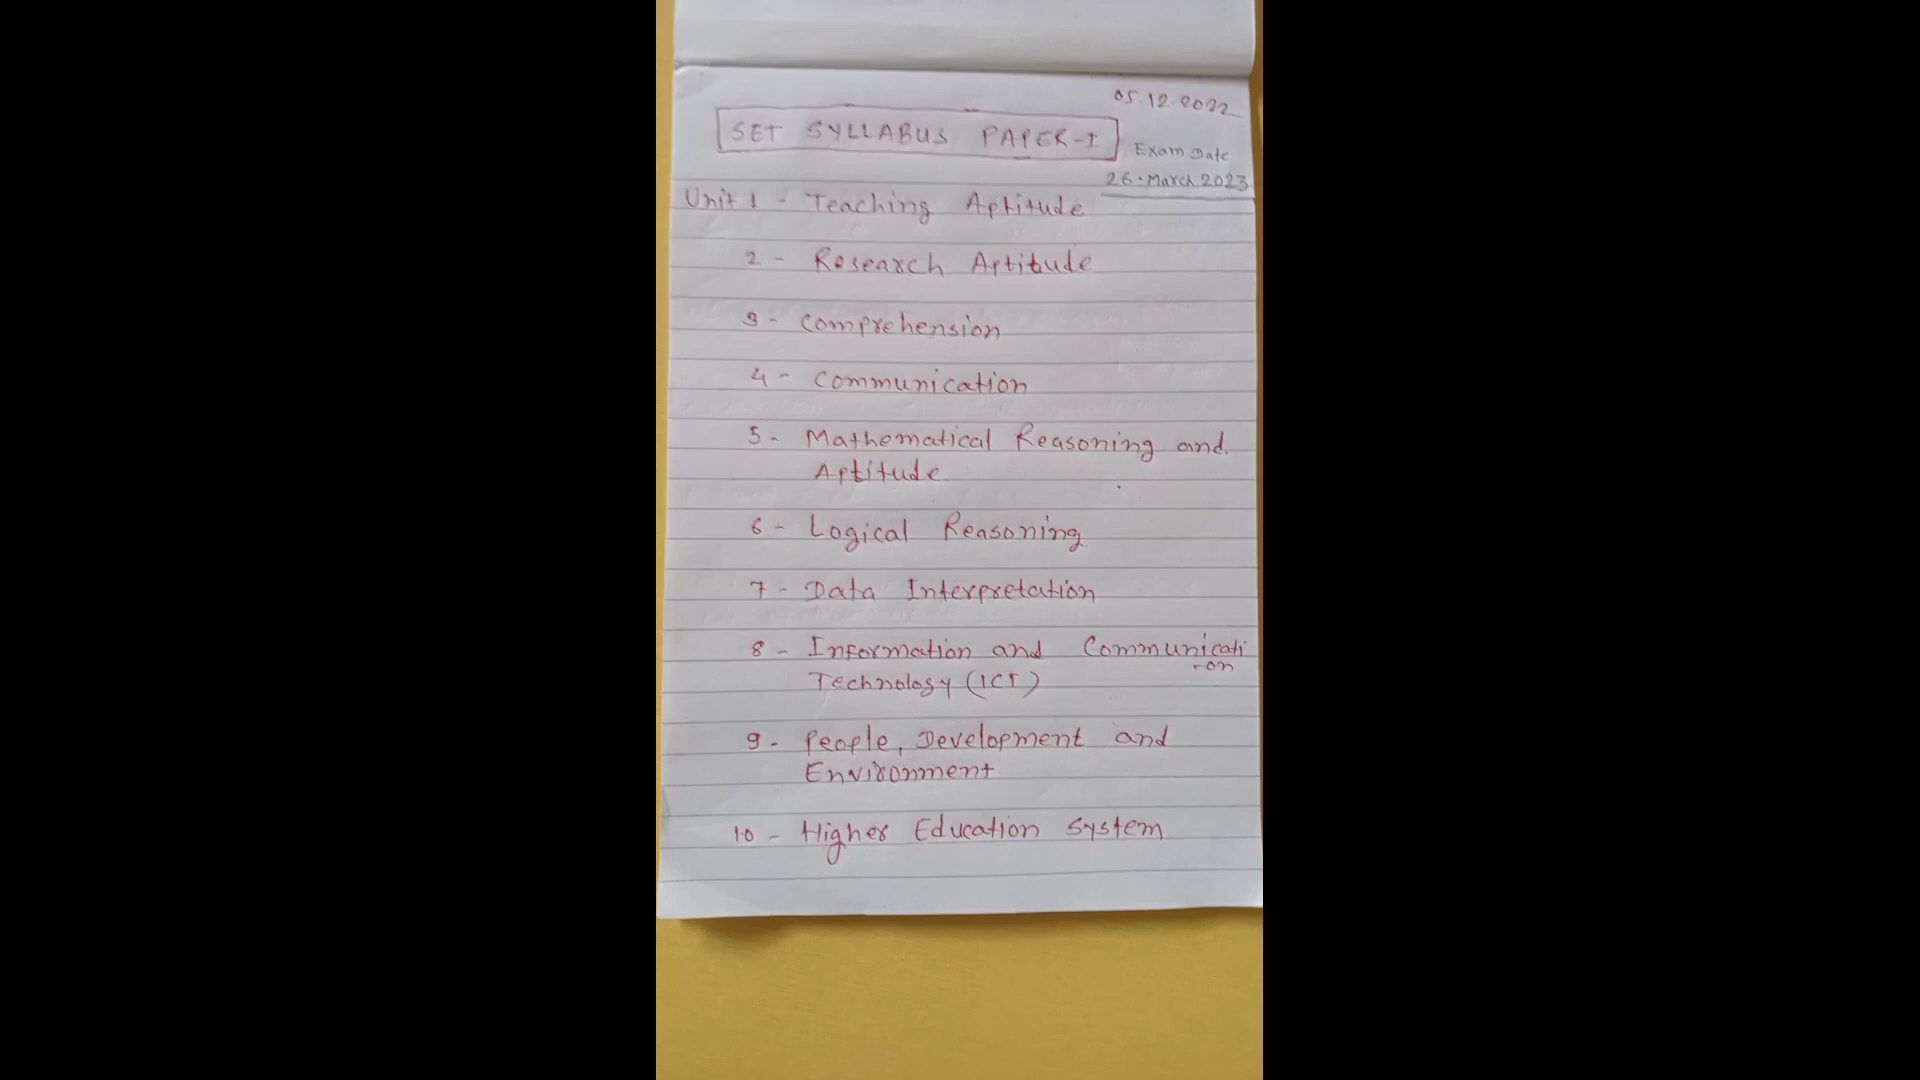 05.12.2022
SET SYLLABUS PAPER-I
Exam Date
26.March.2023
Unit 1 - Teaching Aptitude
2 - Research Aptitude
3 - Comprehension
4 - Communication
5 - Mathematical Reasoning and
Aptitude
6 - Logical Reasoning
7 - Data Interpretation
8 - Information and Communicati
-on
Technology (ICT)
9 - People, Development and
Environment
10 - Higher Education System